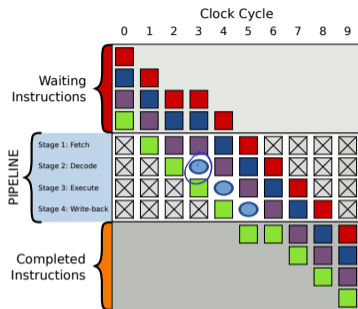 Clock Cycle
0 1 2 3 4 5 6 7 8 9
Waiting
Instructions
PIPELINE
Stage 1: Fetch
Stage 2: Decode
Stage 3: Execute
Stage 4: Write-back
Completed
Instructions